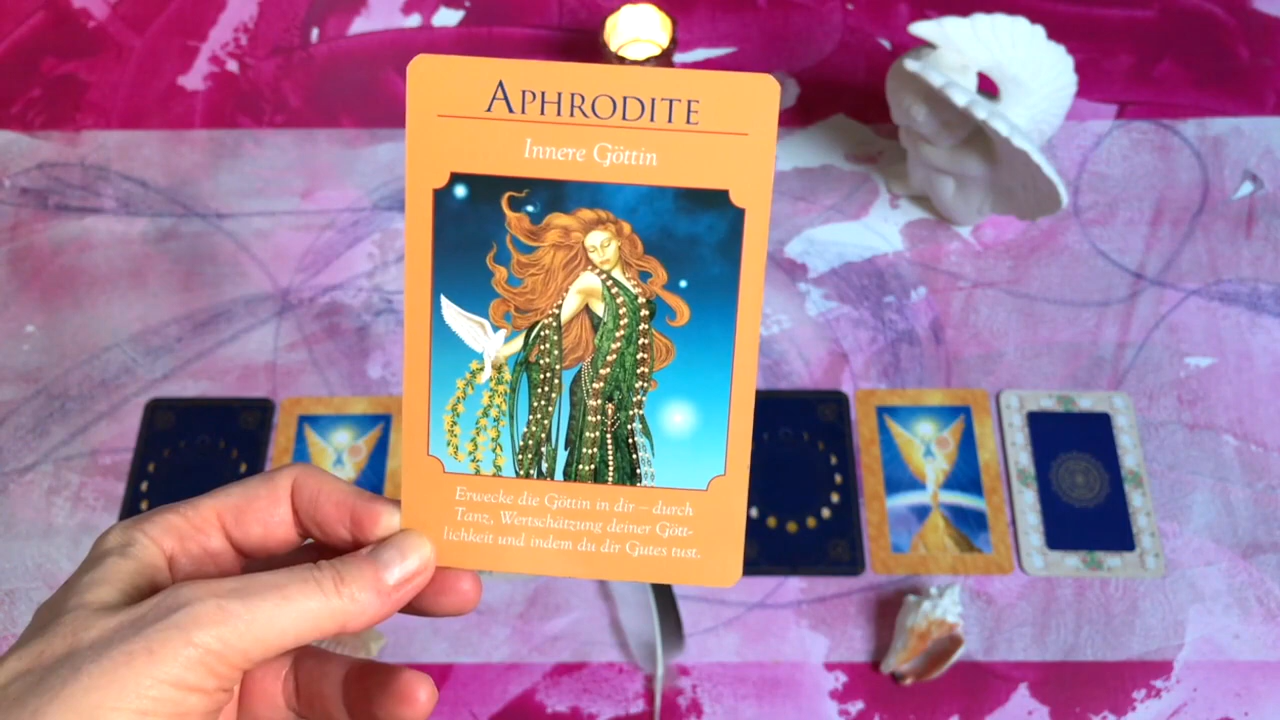 APHRODITE
Innere Göttin
Erwecke die Göttin in dir – durch
Tanz, Wertschätzung deiner Gött-
lichkeit und indem du dir Gutes tust.